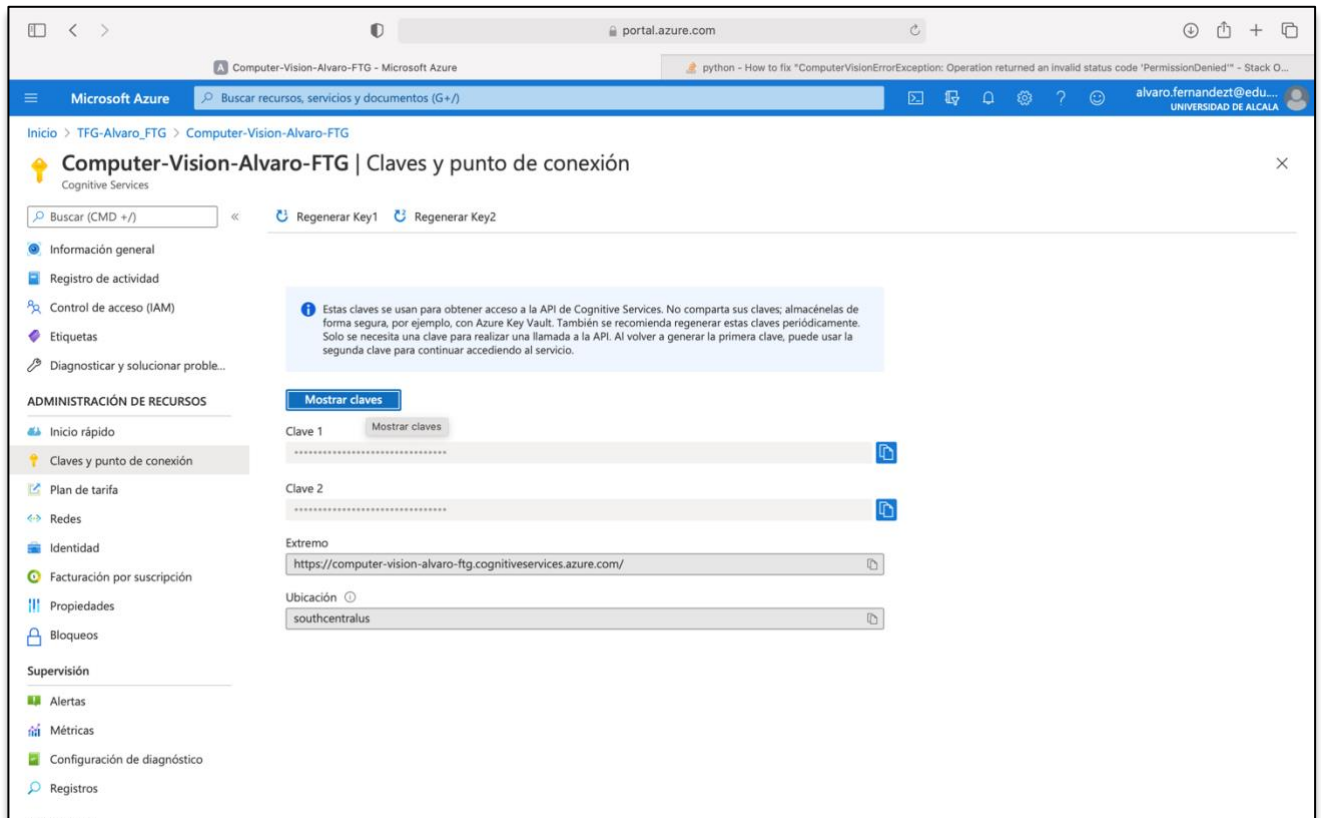 portal.azure.com
Computer-Vision-Alvaro-FTG - Microsoft Azure
python - How to fix "ComputerVisionErrorException: Operation returned an invalid status code 'PermissionDenied'" - Stack O...
Microsoft Azure
Buscar recursos, servicios y documentos (G+/)
alvaro.fernandezt@edu....
UNIVERSIDAD DE ALCALA
Inicio > TFG-Alvaro_FTG > Computer-Vision-Alvaro-FTG
Computer-Vision-Alvaro-FTG | Claves y punto de conexión
Cognitive Services
Buscar (CMD +/)
Regenerar Key1
Regenerar Key2
Información general
Registro de actividad
Control de acceso (IAM)
Etiquetas
Diagnosticar y solucionar proble...
ADMINISTRACIÓN DE RECURSOS
Inicio rápido
Claves y punto de conexión
Plan de tarifa
Redes
Identidad
Facturación por suscripción
Propiedades
Bloqueos
Supervisión
Alertas
Métricas
Configuración de diagnóstico
Registros
Estas claves se usan para obtener acceso a la API de Cognitive Services. No comparta sus claves; almacénelas de
forma segura, por ejemplo, con Azure Key Vault. También se recomienda regenerar estas claves periódicamente.
Solo se necesita una clave para realizar una llamada a la API. Al volver a generar la primera clave, puede usar la
segunda clave para continuar accediendo al servicio.
Mostrar claves
Mostrar claves
Clave 1
Clave 2
Extremo
https://computer-vision-alvaro-ftg.cognitiveservices.azure.com/
Ubicación
southcentralus